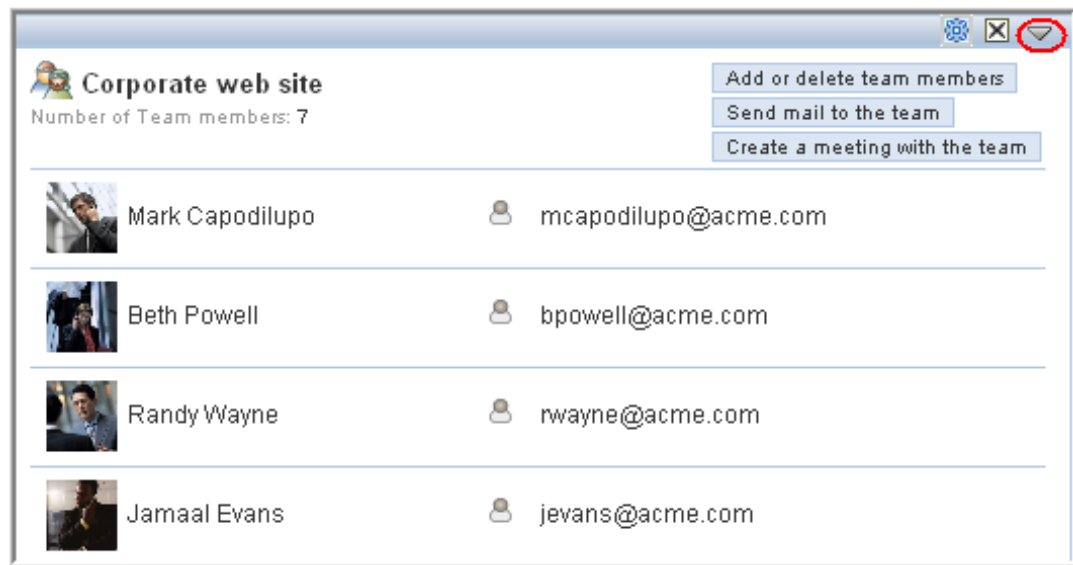 Corporate web site
Number of Team members: 7
Add or delete team members
Send mail to the team
Create a meeting with the team
Mark Capodilupo mcapodilupo@acme.com
Beth Powell bpowell@acme.com
Randy Wayne rwayne@acme.com
Jamaal Evans jevans@acme.com